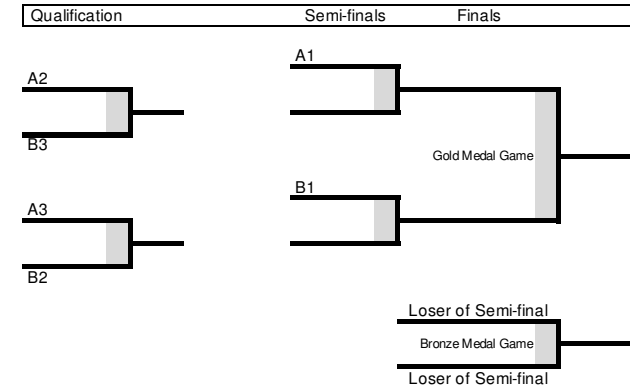 Qualification Semi-finals Finals
A1
A2
Gold Medal Game
B3
B1
A3
B2
Loser of Semi-final
Bronze Medal Game
Loser of Semi-final